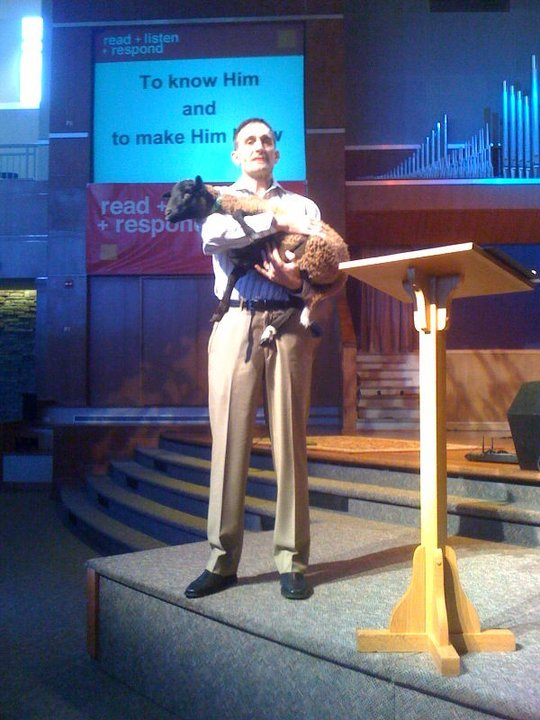 read + listen
+ respond
To know Him
and
to make Him
read +
+ respon